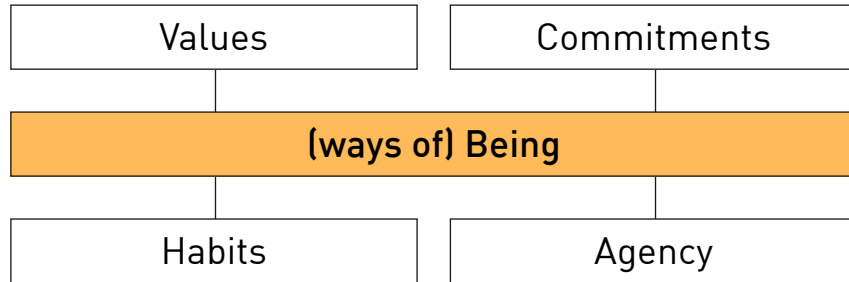 Values
Commitments
(ways of) Being
Habits
Agency